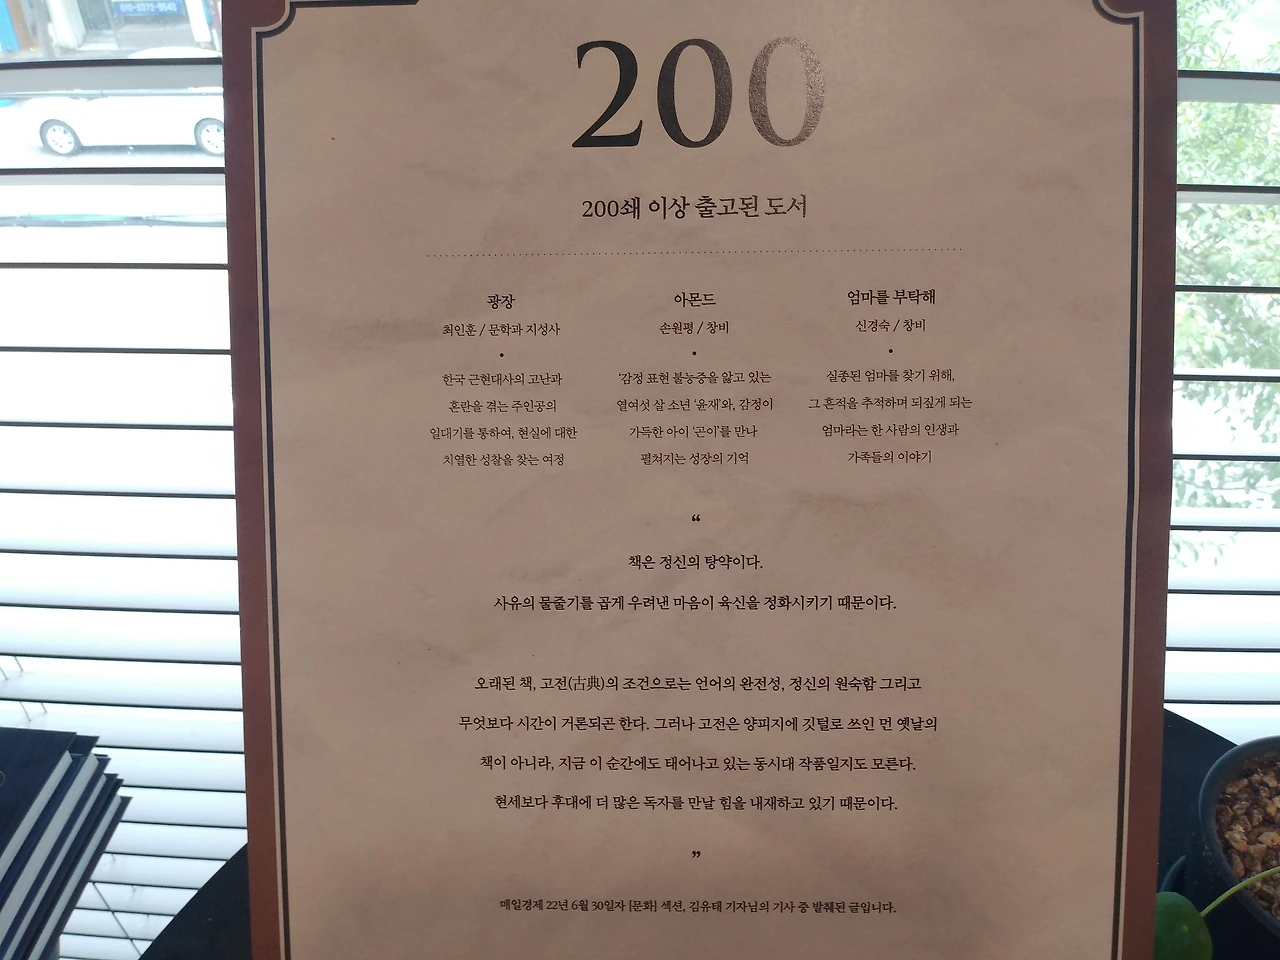 200
200쇄 이상 출고된 도서
광장
최인훈 / 문학과 지성사
•
한국 근현대사의 고난과
혼란을 겪는 주인공의
일대기를 통하여, 현실에 대한
치열한 성찰을 찾는 여정
아몬드
손원평 / 창비
•
'감정 표현 불능증을 앓고 있는
열여섯 살 소년 '윤재'와, 감정이
가득한 아이 '곤이'를 만나
펼쳐지는 성장의 기억
엄마를 부탁해
신경숙 / 창비
•
실종된 엄마를 찾기 위해,
그 흔적을 추적하며 되짚게 되는
엄마라는 한 사람의 인생과
가족들의 이야기
“
책은 정신의 탕약이다.
사유의 물줄기를 곱게 우려낸 마음이 육신을 정화시키기 때문이다.
오래된 책, 고전(古典)의 조건으로는 언어의 완전성, 정신의 원숙함 그리고
무엇보다 시간이 거론되곤 한다. 그러나 고전은 양피지에 깃털로 쓰인 먼 옛날의
책이 아니라, 지금 이 순간에도 태어나고 있는 동시대 작품일지도 모른다.
현세보다 후대에 더 많은 독자를 만날 힘을 내재하고 있기 때문이다.
”
매일경제 22년 6월 30일자 [문화] 섹션, 김유태 기자님의 기사 중 발췌된 글입니다.